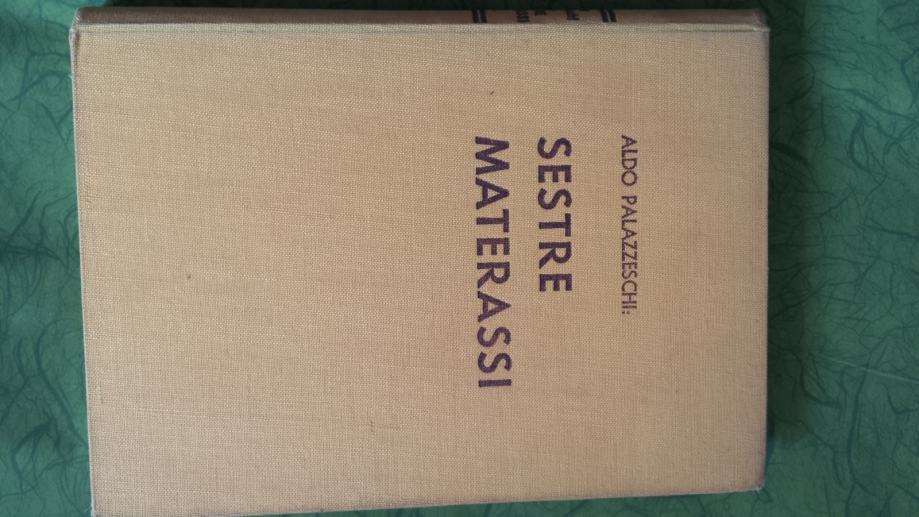 ALDO PALAZZESCHI:
SESTRE
MATERASSI